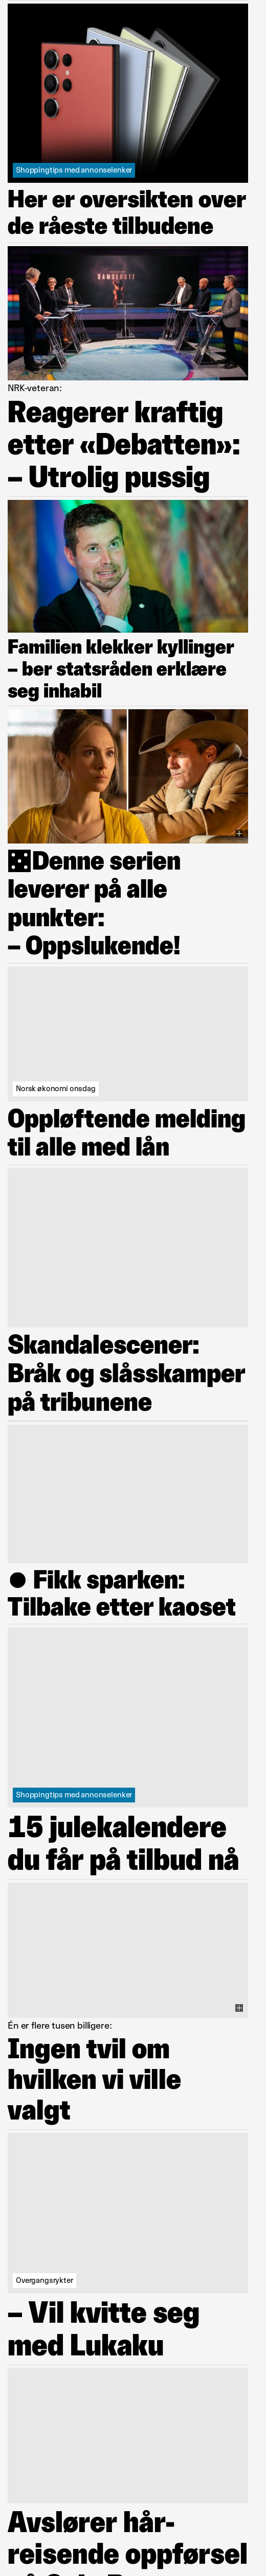 Shoppingtips med annonselenker
Her er oversikten over
de råeste tilbudene
NRK-veteran:
Reagerer kraftig
etter «Debatten»:
– Utrolig pussig
Familien klekker kyllinger
– ber statsråden erklære
seg inhabil
Denne serien
leverer på alle
punkter:
– Oppslukende!
Norsk økonomi onsdag
Oppløftende melding
til alle med lån
Skandalescener:
Bråk og slåsskamper
på tribunene
● Fikk sparken:
Tilbake etter kaoset
Shoppingtips med annonselenker
15 julekalendere
du får på tilbud nå
Én er flere tusen billigere:
Ingen tvil om
hvilken vi ville
valgt
Overgangsrykter
– Vil kvitte seg
med Lukaku
Avslører hår-
reisende oppførsel